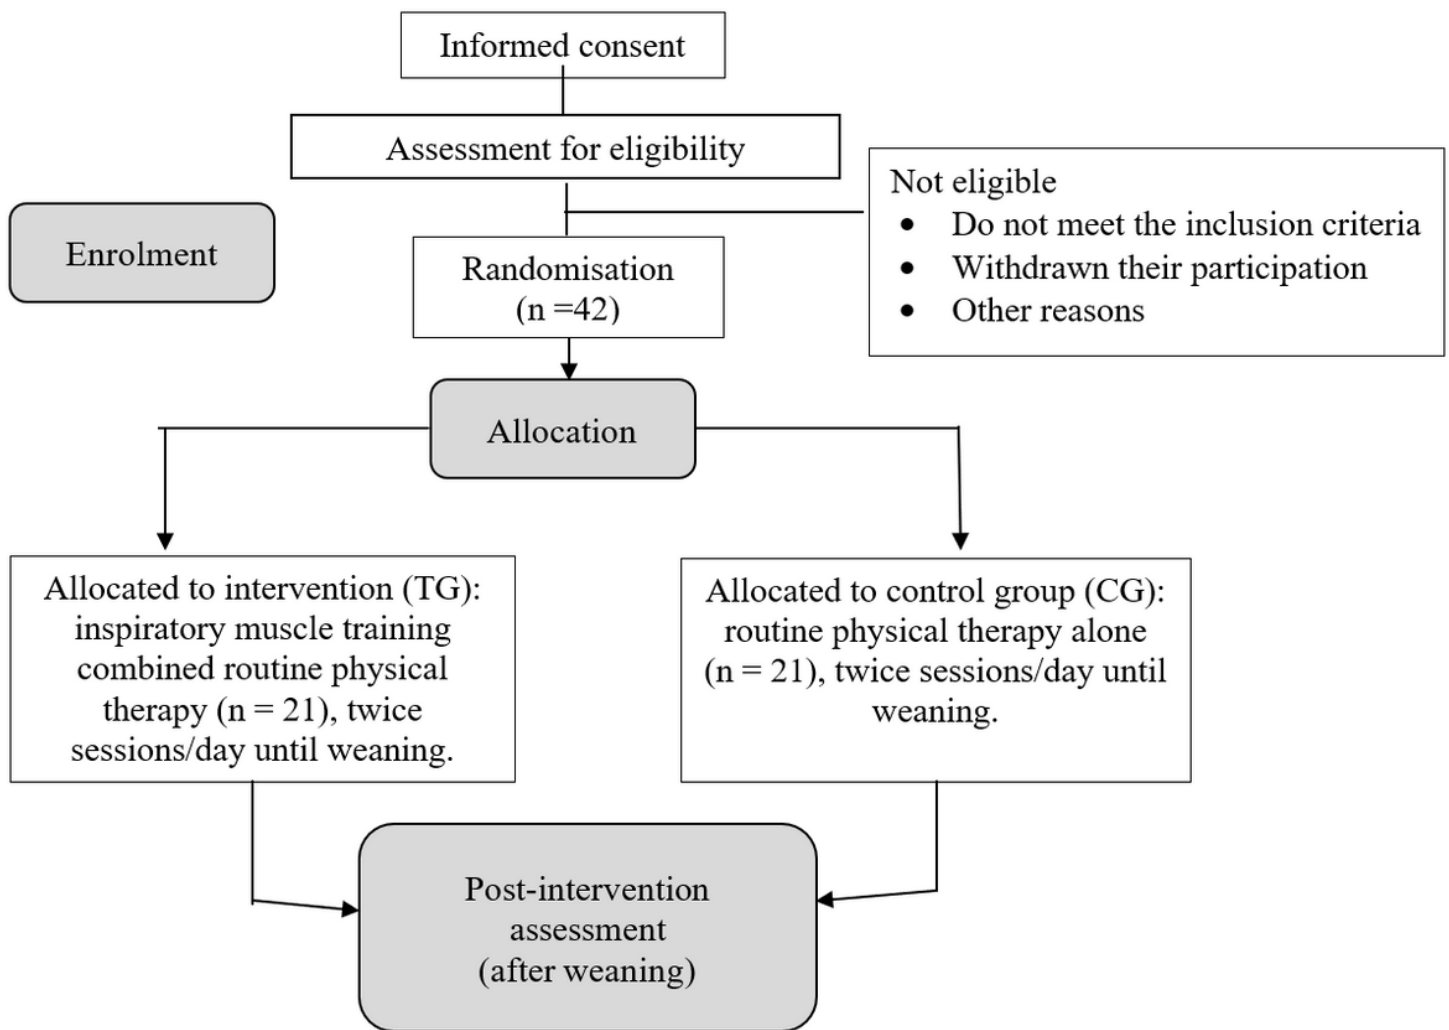 Informed consent
Assessment for eligibility
Not eligible
• Do not meet the inclusion criteria
• Withdrawn their participation
• Other reasons
Enrolment
Randomisation
(n =42)
Allocation
Allocated to intervention (TG):
inspiratory muscle training
combined routine physical
therapy (n = 21), twice
sessions/day until weaning.
Allocated to control group (CG):
routine physical therapy alone
(n = 21), twice sessions/day until
weaning.
Post-intervention
assessment
(after weaning)